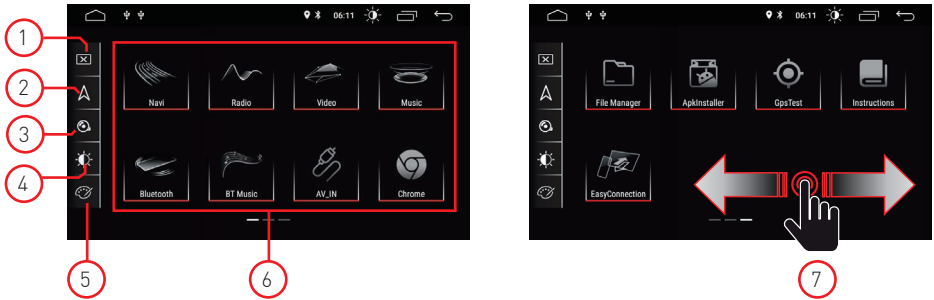 06:11
1
2
3
4
5
6
Navi
Radio
Video
Music
Bluetooth
BT Music
AV_IN
Chrome
06:11
File Manager
ApkInstaller
GpsTest
Instructions
EasyConnection
7